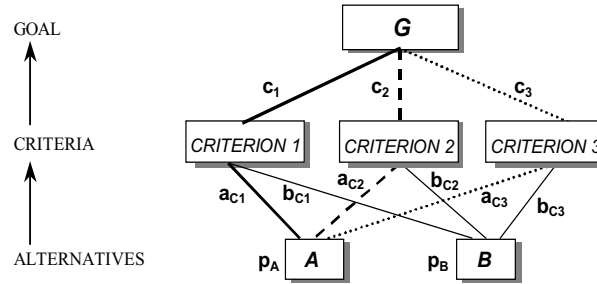 GOAL
G
c1
c2
c3
CRITERIA
CRITERION 1
CRITERION 2
CRITERION 3
aC1
bC1
aC2
bC2
aC3
bC3
ALTERNATIVES
pA
A
pB
B